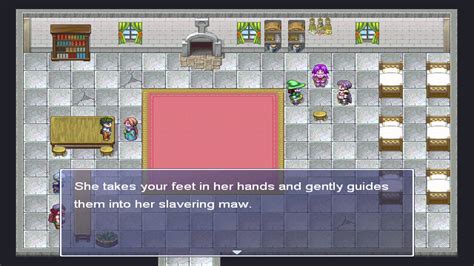 She takes your feet in her hands and gently guides
them into her slavering maw.